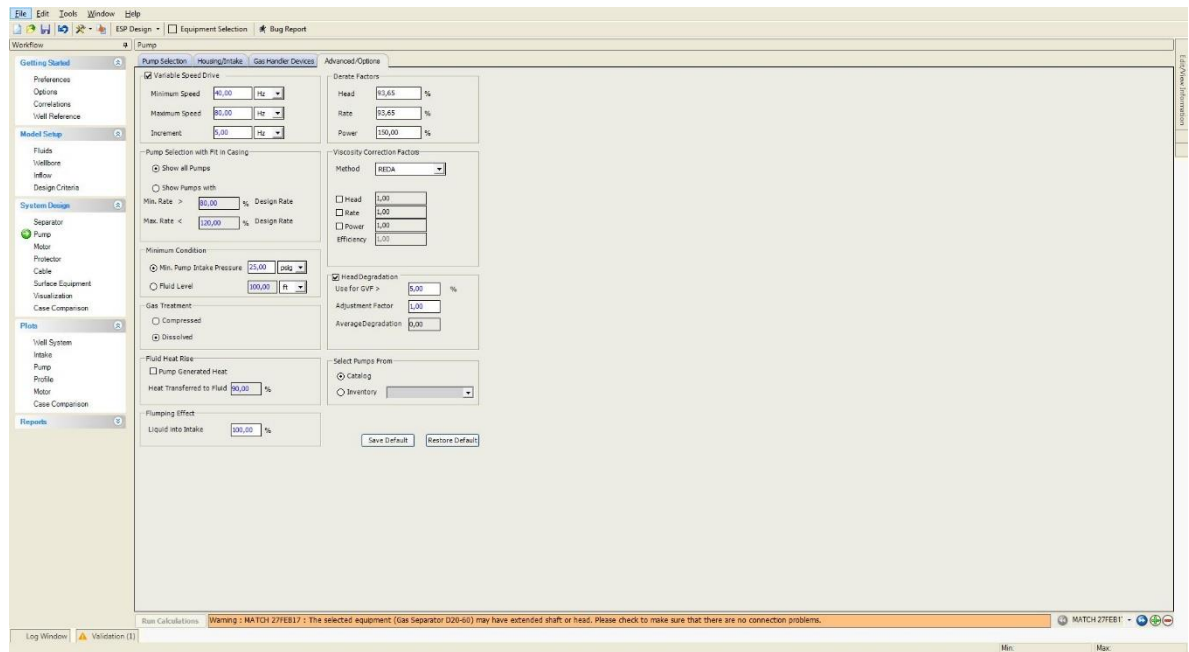 File Edit Tools Window Help
ESP Design Equipment Selection Bug Report
Workflow
Pump
Getting Started
Preferences
Options
Correlations
Well Reference
Model Setup
Fluids
Wellbore
Inflow
Design Criteria
System Design
Separator
Pump
Motor
Protector
Cable
Surface Equipment
Visualization
Case Comparison
Plots
Well System
Intake
Pump
Profile
Motor
Case Comparison
Reports
Pump Selection Housing/Intake Gas Handler Devices Advanced/Options
Variable Speed Drive
Minimum Speed 40,00 Hz
Maximum Speed 80,00 Hz
Increment 5,00 Hz
Pump Selection with Fit in Casing
Show all Pumps
Show Pumps with
Min. Rate > 80,00 % Design Rate
Max. Rate < 120,00 % Design Rate
Minimum Condition
Min. Pump Intake Pressure 25,00 psig
Fluid Level 100,00 ft
Gas Treatment
Compressed
Dissolved
Fluid Heat Rise
Pump Generated Heat
Heat Transferred to Fluid 90,00 %
Flumping Effect
Liquid into Intake 100,00 %
Derate Factors
Head 93,65 %
Rate 93,65 %
Power 150,00 %
Viscosity Correction Factors
Method REDA
Head 1,00
Rate 1,00
Power 1,00
Efficiency 1,00
HeadDegradation
Use for GVF > 5,00 %
Adjustment Factor 1,00
AverageDegradation 0,00
Select Pumps From
Catalog
Inventory
Save Default Restore Default
Edit/View Information
Run Calculations Warning : MATCH 27FEB17 : The selected equipment (Gas Separator D20-60) may have extended shaft or head. Please check to make sure that there are no connection problems. MATCH 27FEB1'
Log Window Validation (1)
Min: Max: